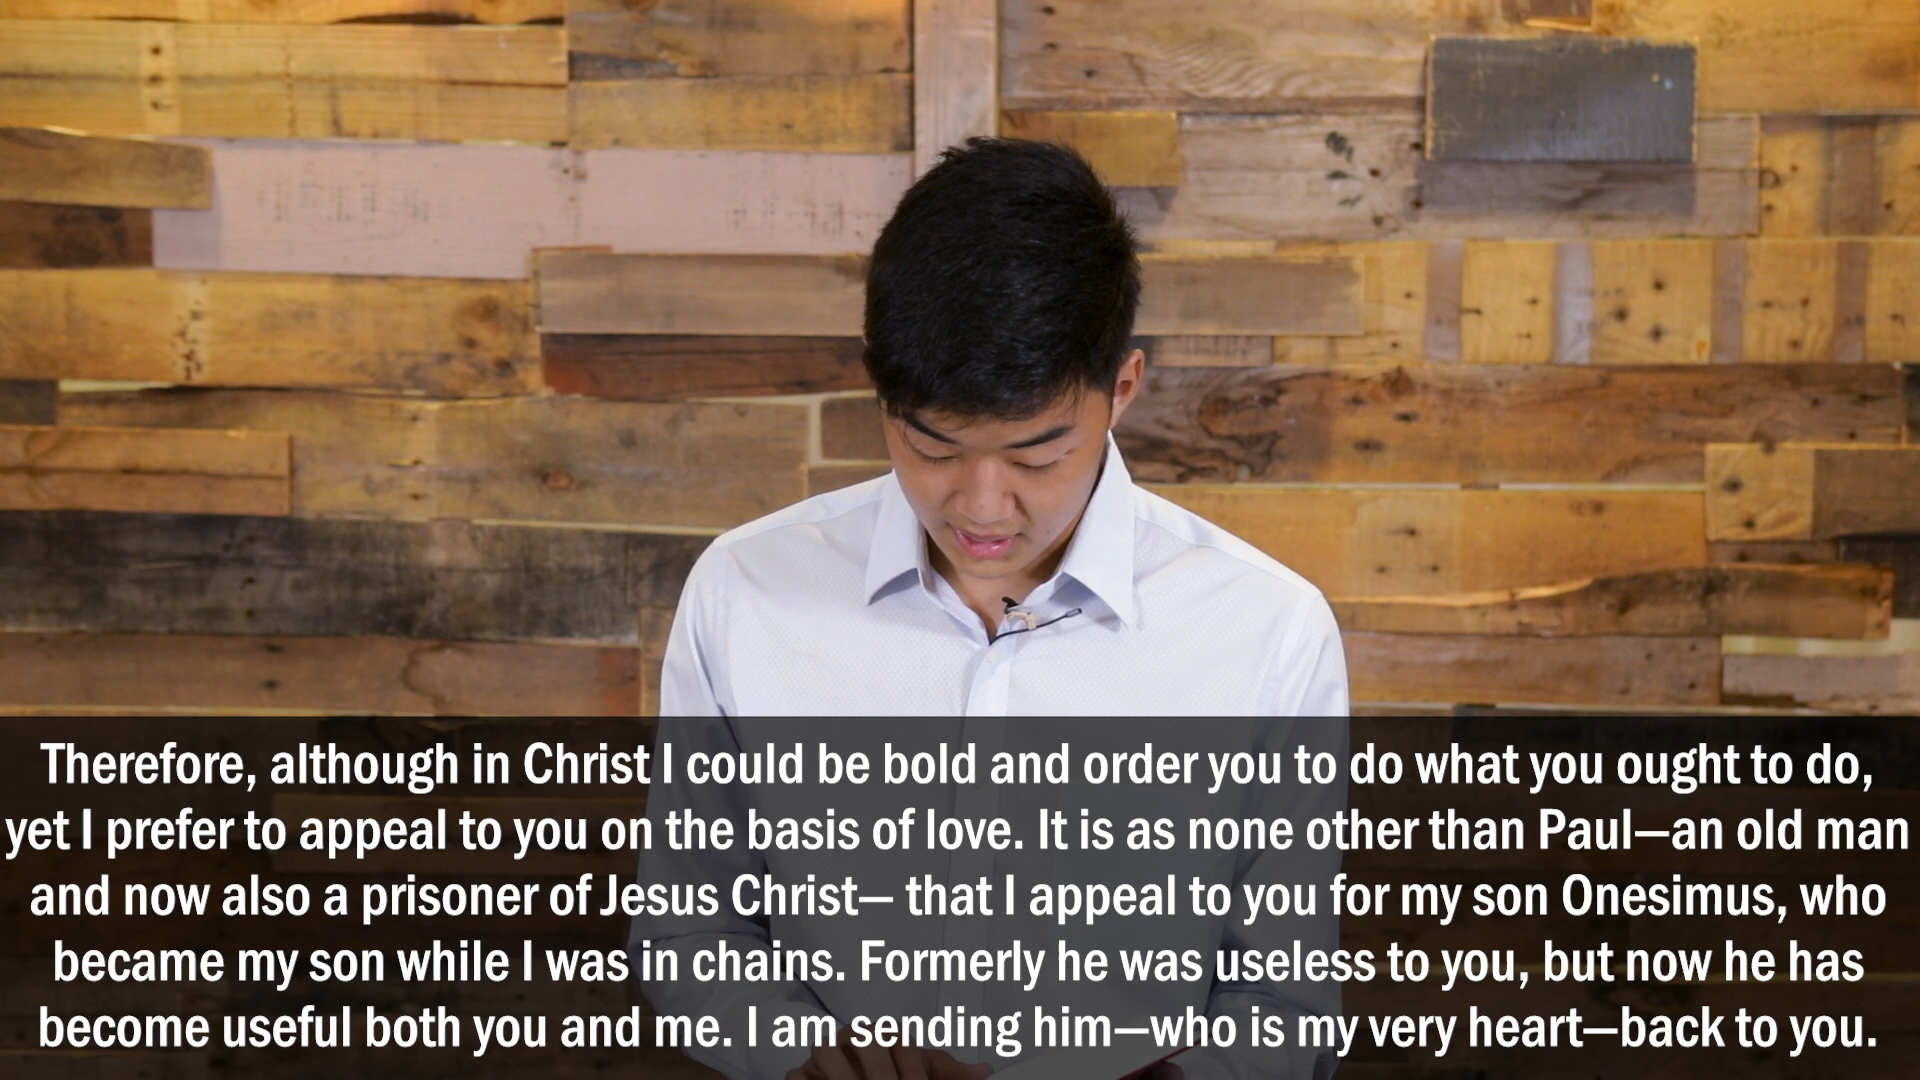 Therefore, although in Christ I could be bold and order you to do what you ought to do,
yet I prefer to appeal to you on the basis of love. It is as none other than Paul—an old man
and now also a prisoner of Jesus Christ— that I appeal to you for my son Onesimus, who
became my son while I was in chains. Formerly he was useless to you, but now he has
become useful both you and me. I am sending him—who is my very heart—back to you.